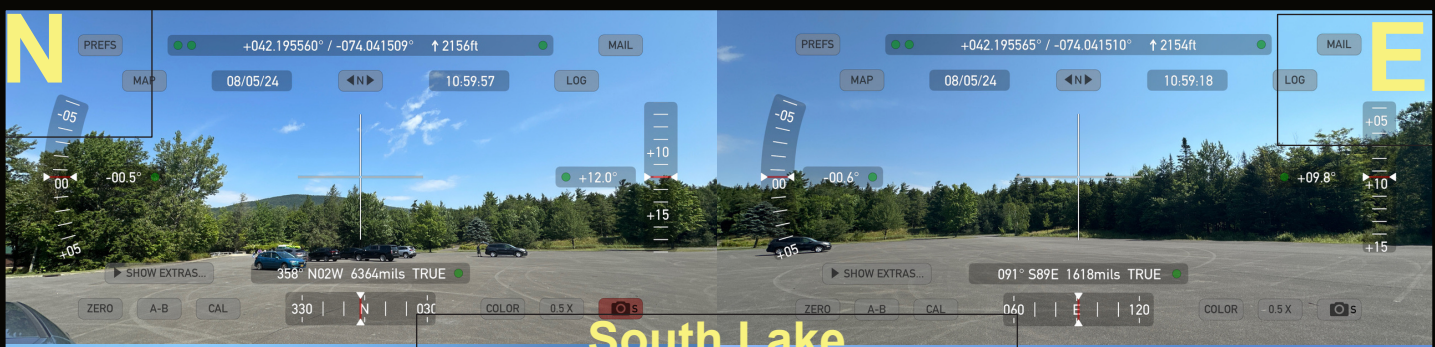 N
PREFS
+042.195560° / -074.041509° ↑ 2156ft
MAIL
MAP
08/05/24
◀N▶
10:59:57
LOG
-05
00
+05
-00.5°
+12.0°
+10
+15
▶ SHOW EXTRAS...
358° N02W 6364mils TRUE
ZERO
A-B
CAL
330 | N | | 030
COLOR
0.5 X
S
E
PREFS
+042.195565° / -074.041510° ↑ 2154ft
MAIL
MAP
08/05/24
◀N▶
10:59:18
LOG
-05
00
+05
-00.6°
+09.8°
+05
+10
+15
▶ SHOW EXTRAS...
091° S89E 1618mils TRUE
ZERO
A-B
CAL
060 | E | | 120
COLOR
0.5 X
S
South Lake